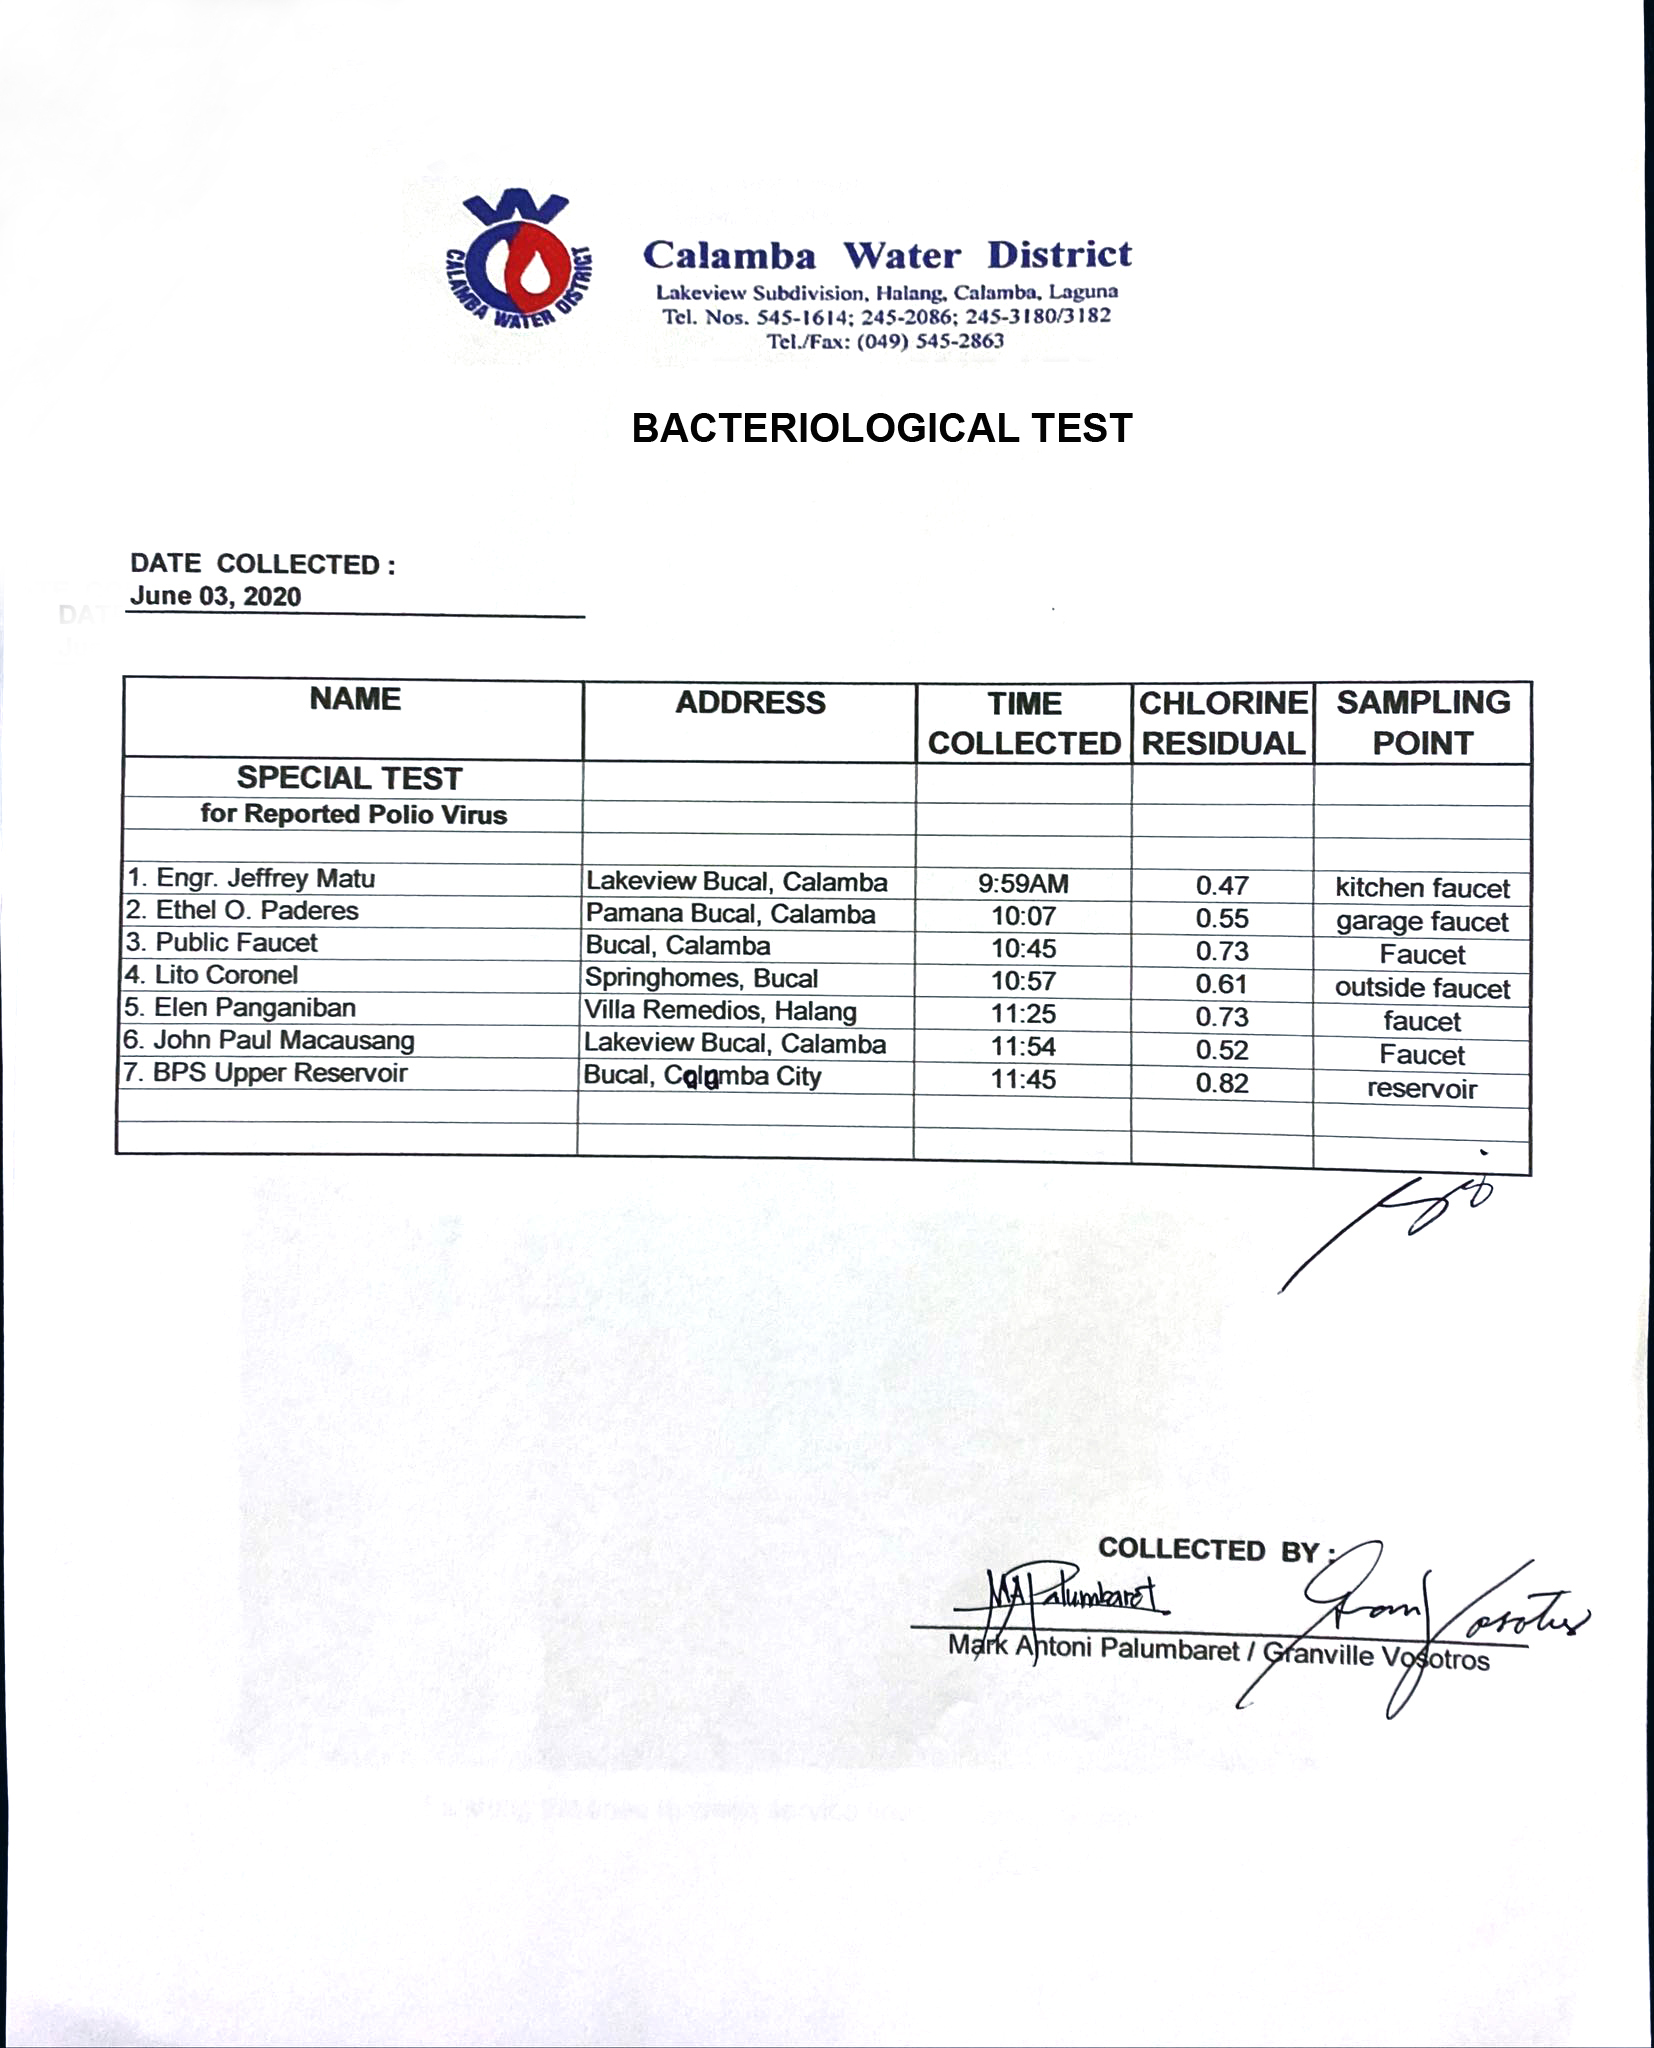 W
CALAMBA WATER DISTRICT
Calamba Water District
Lakeview Subdivision, Halang, Calamba, Laguna
Tel. Nos. 545-1614; 245-2086; 245-3180/3182
Tel./Fax: (049) 545-2863
BACTERIOLOGICAL TEST
DATE COLLECTED :
June 03, 2020
NAME ADDRESS TIME COLLECTED CHLORINE RESIDUAL SAMPLING POINT
SPECIAL TEST
for Reported Polio Virus
1. Engr. Jeffrey Matu Lakeview Bucal, Calamba 9:59AM 0.47 kitchen faucet
2. Ethel O. Paderes Pamana Bucal, Calamba 10:07 0.55 garage faucet
3. Public Faucet Bucal, Calamba 10:45 0.73 Faucet
4. Lito Coronel Springhomes, Bucal 10:57 0.61 outside faucet
5. Elen Panganiban Villa Remedios, Halang 11:25 0.73 faucet
6. John Paul Macausang Lakeview Bucal, Calamba 11:54 0.52 Faucet
7. BPS Upper Reservoir Bucal, Calamba City 11:45 0.82 reservoir
COLLECTED BY :
MAPalumbaret Vosotros
Mark Antoni Palumbaret / Granville Vosotros